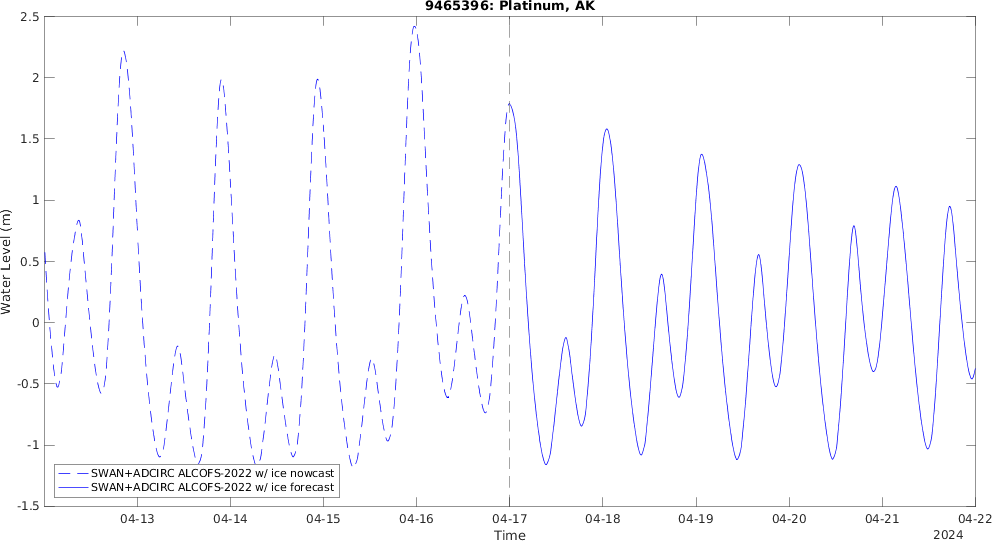 9465396: Platinum, AK
2.5
2
1.5
1
0.5
0
-0.5
-1
-1.5
Water Level (m)
SWAN+ADCIRC ALCOFS-2022 w/ ice nowcast
SWAN+ADCIRC ALCOFS-2022 w/ ice forecast
04-13 04-14 04-15 04-16 04-17 04-18 04-19 04-20 04-21 04-22
Time
2024